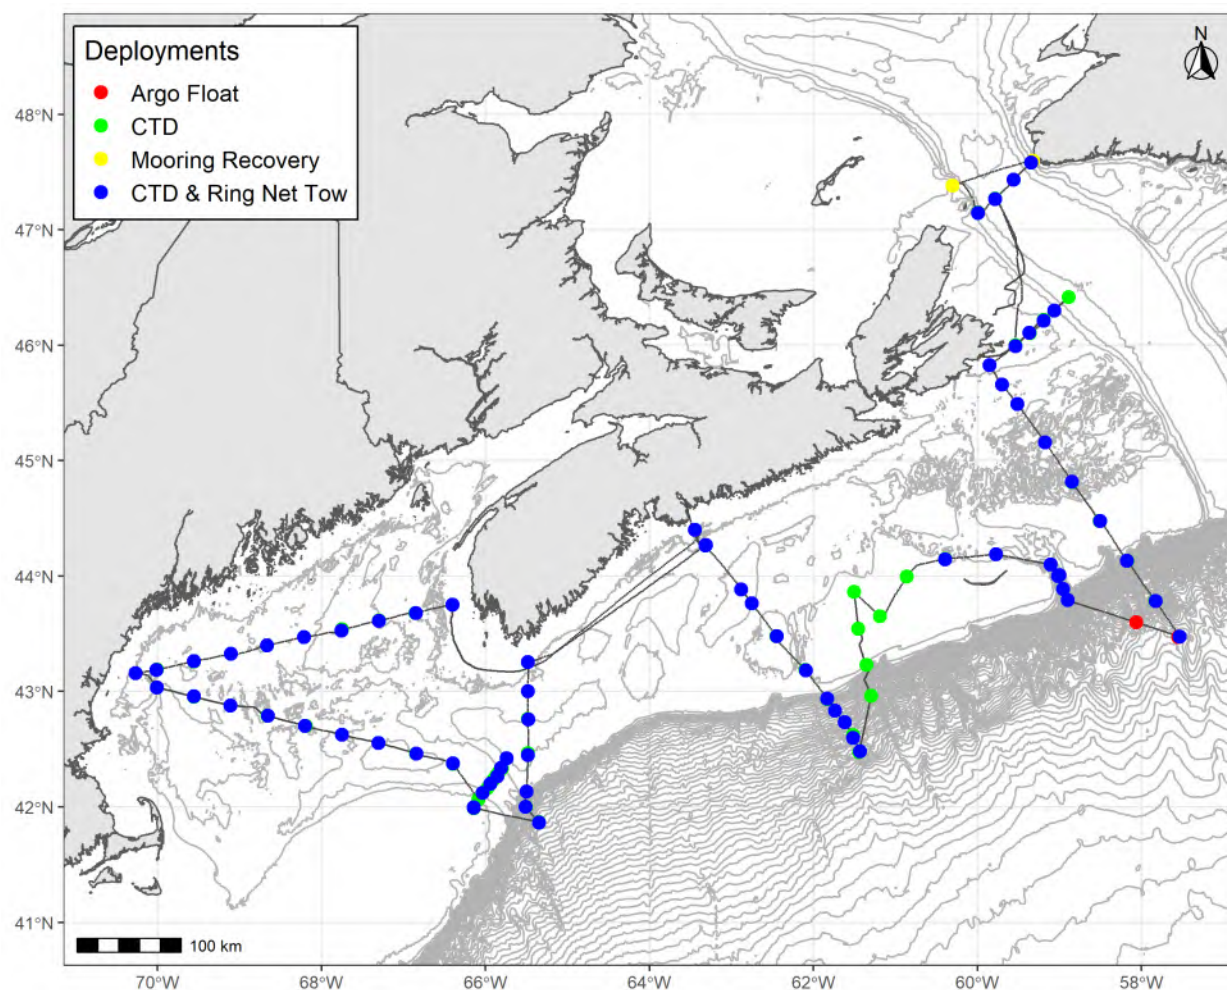 Deployments
Argo Float
CTD
Mooring Recovery
CTD & Ring Net Tow
N
48°N
47°N
46°N
45°N
44°N
43°N
42°N
41°N
100 km
70°W
68°W
66°W
64°W
62°W
60°W
58°W